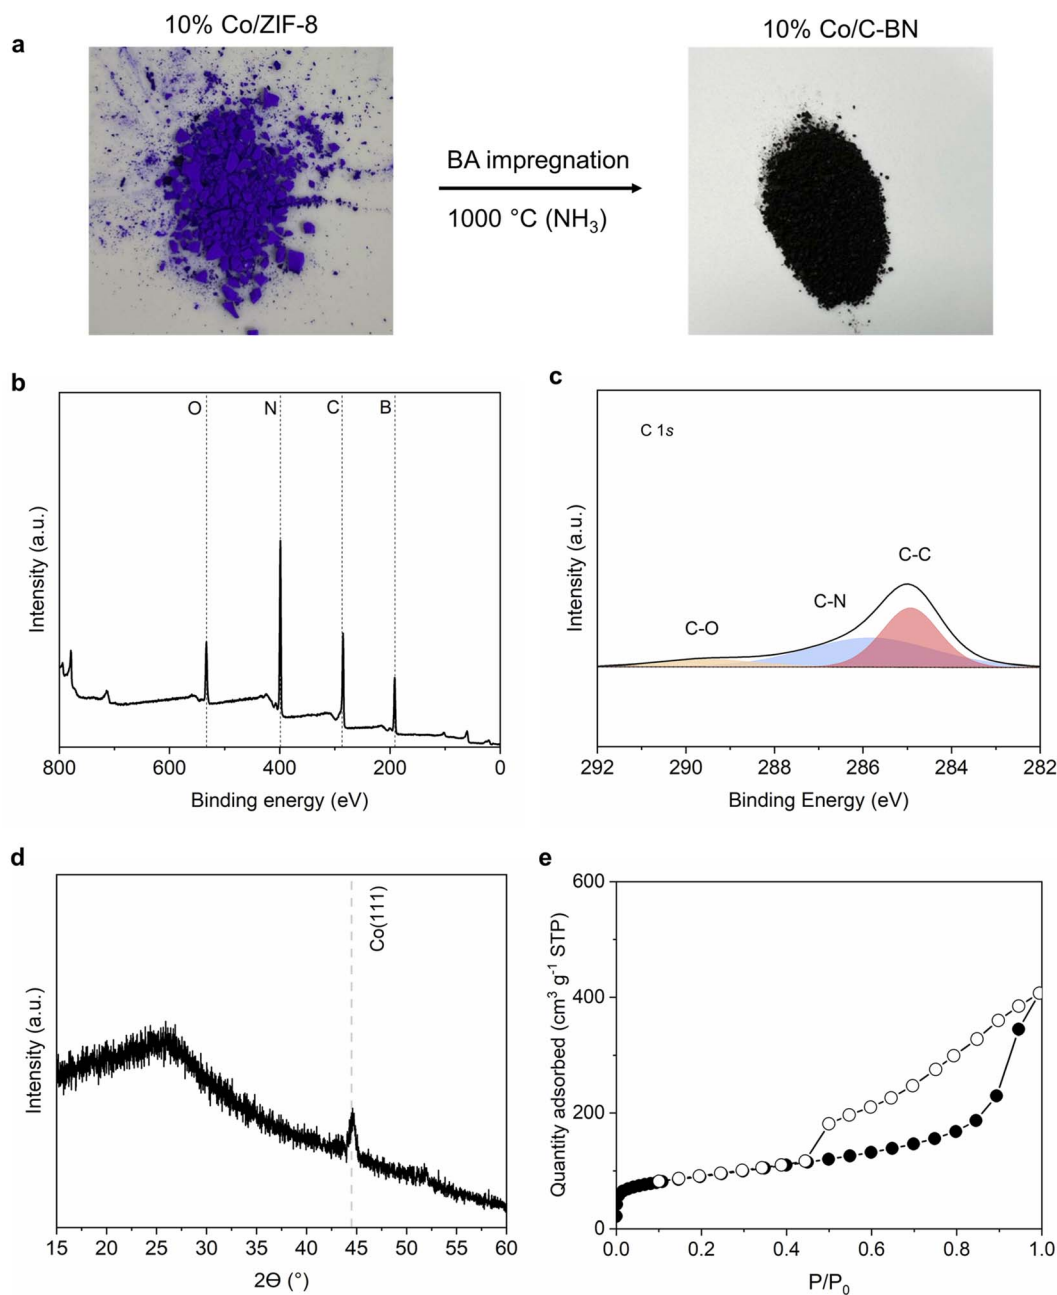 a
10% Co/ZIF-8
10% Co/C-BN
BA impregnation
1000 °C (NH₃)
b
O
N
C
B
Intensity (a.u.)
800
600
400
200
0
Binding energy (eV)
c
C 1s
C-O
C-N
C-C
Intensity (a.u.)
292
290
288
286
284
282
Binding Energy (eV)
d
Co(111)
Intensity (a.u.)
15
20
25
30
35
40
45
50
55
60
2Θ (°)
e
600
400
200
0
Quantity adsorbed (cm³ g⁻¹ STP)
0.0
0.2
0.4
0.6
0.8
1.0
P/P₀